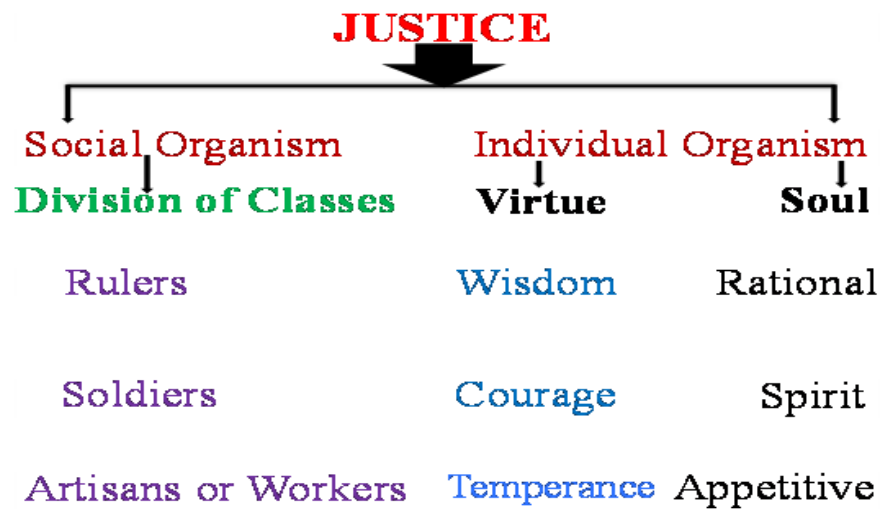 JUSTICE
Social Organism Individual Organism
Division of Classes Virtue Soul
Rulers Wisdom Rational
Soldiers Courage Spirit
Artisans or Workers Temperance Appetitive